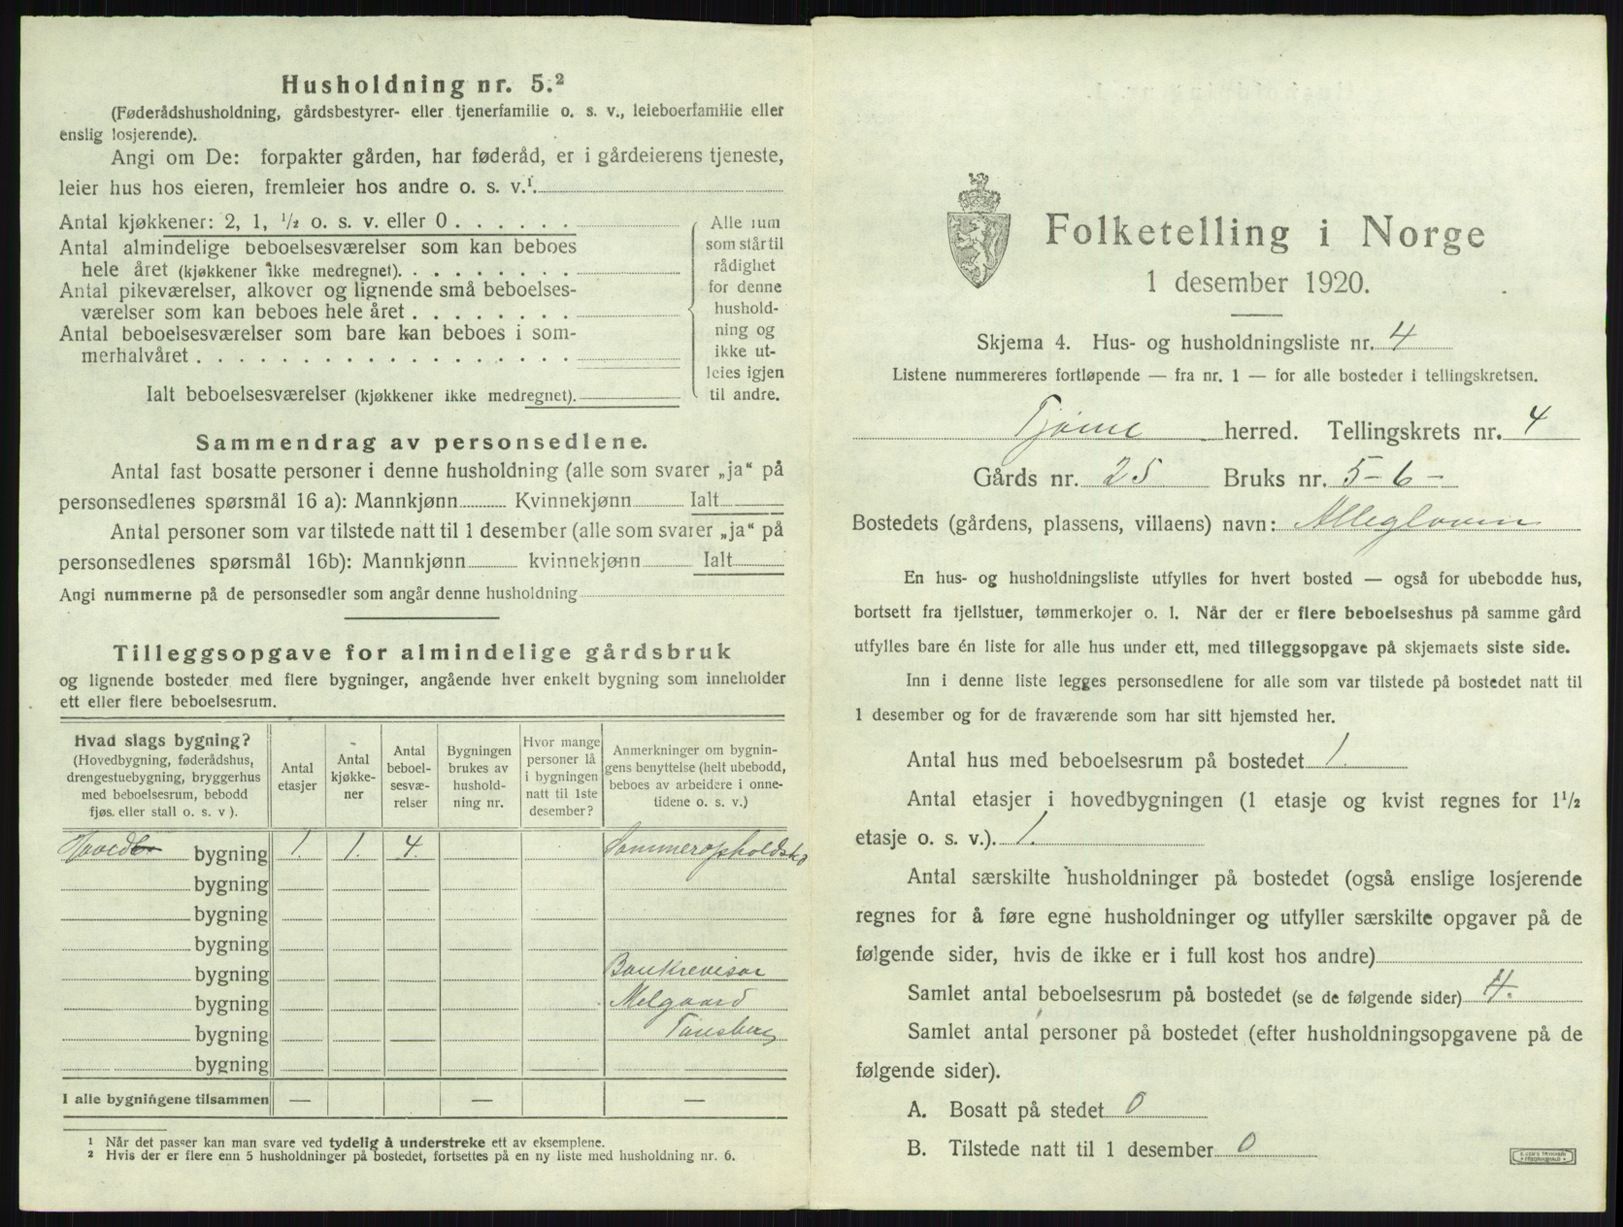 Husholdning nr. 5.²
(Føderådshusholdning, gårdsbestyrer- eller tjenerfamilie o. s. v., leieboerfamilie eller
enslig losjerende).
Angi om De: forpakter gården, har føderåd, er i gårdeierens tjeneste,
leier hus hos eieren, fremleier hos andre o. s. v.¹.
Antal kjøkkener: 2, 1, ½ o. s. v. eller 0 . . . . . .
Antal almindelige beboelsesværelser som kan beboes
hele året (kjøkkener ikke medregnet). . . . . . . . .
Antal pikeværelser, alkover og lignende små beboelses-
værelser som kan beboes hele året . . . . . . . .
Antal beboelsesværelser som bare kan beboes i som-
merhalvåret . . . . . . . . . . . . . . . . .
Ialt beboelsesværelser (kjøkkener ikke medregnet).
Alle rum
som står til
rådighet
for denne
hushold-
ning og
ikke ut-
leies igjen
til andre.
Sammendrag av personsedlene.
Antal fast bosatte personer i denne husholdning (alle som svarer „ja“ på
personsedlenes spørsmål 16 a): Mannkjønn Kvinnekjønn Ialt
Antal personer som var tilstede natt til 1 desember (alle som svarer „ja“ på
personsedlenes spørsmål 16b): Mannkjønn kvinnekjønn Ialt
Angi nummerne på de personsedler som angår denne husholdning
Tilleggsopgave for almindelige gårdsbruk
og lignende bosteder med flere bygninger, angående hver enkelt bygning som inneholder
ett eller flere beboelsesrum.
Hvad slags bygning?
(Hovedbygning, føderådshus,
drengestuebygning, bryggerhus
med beboelsesrum, bebodd
fjøs eller stall o. s. v ).
Antal
etasjer
Antal
kjøkke-
ner
Antal
beboel-
sesvæ-
relser
Bygningen
brukes av
hushold-
ning nr.
Hvor mange
personer lå
i bygningen
natt til 1ste
desember?
Anmerkninger om bygnin-
gens benyttelse (helt ubebodd,
beboes av arbeidere i onne-
tidene o. s. v.)
Hoved bygning 1. 1. 4. Sommeropholdsko
bygning
bygning
bygning
bygning Bankrevisor
bygning Melgaard
bygning Tønsberg
bygning
I alle bygningene tilsammen — — —
¹ Når det passer kan man svare ved tydelig å understreke ett av eksemplene.
² Hvis der er flere enn 5 husholdninger på bostedet, fortsettes på en ny liste med husholdning nr. 6.
Folketelling i Norge
1 desember 1920.
Skjema 4. Hus- og husholdningsliste nr. 4
Listene nummereres fortløpende — fra nr. 1 — for alle bosteder i tellingskretsen.
Tjøme herred. Tellingskrets nr. 4
Gårds nr. 25 Bruks nr. 5-6-
Bostedets (gårdens, plassens, villaens) navn:
En hus- og husholdningsliste utfylles for hvert bosted — også for ubebodde hus,
bortsett fra fjellstuer, tømmerkojer o. l. Når der er flere beboelseshus på samme gård
utfylles bare én liste for alle hus under ett, med tilleggsopgave på skjemaets siste side.
Inn i denne liste legges personsedlene for alle som var tilstede på bostedet natt til
1 desember og for de fraværende som har sitt hjemsted her.
Antal hus med beboelsesrum på bostedet 1.
Antal etasjer i hovedbygningen (1 etasje og kvist regnes for 1½
etasje o. s. v.). 1.
Antal særskilte husholdninger på bostedet (også enslige losjerende
regnes for å føre egne husholdninger og utfyller særskilte opgaver på de
følgende sider, hvis de ikke er i full kost hos andre)
Samlet antal beboelsesrum på bostedet (se de følgende sider) 4.
Samlet antal personer på bostedet (efter husholdningsopgavene på de
følgende sider).
A. Bosatt på stedet 0
B. Tilstede natt til 1 desember 0